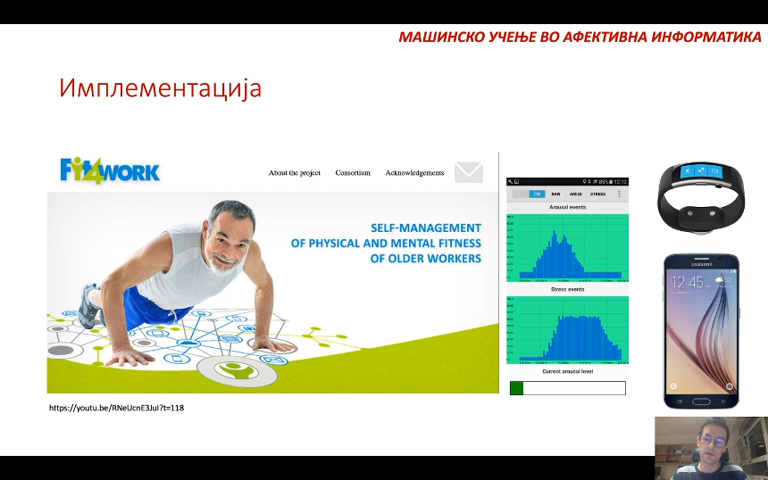 МАШИНСКО УЧЕЊЕ ВО АФЕКТИВНА ИНФОРМАТИКА
Имплементација
Fit4WORK
About the project
Consortium
Acknowledgements
SELF-MANAGEMENT
OF PHYSICAL AND MENTAL FITNESS
OF OLDER WORKERS
Arousal events
Stress events
Current arousal level
SAMSUNG
12:45
https://youtu.be/RNeUcnE3JuI?t=118